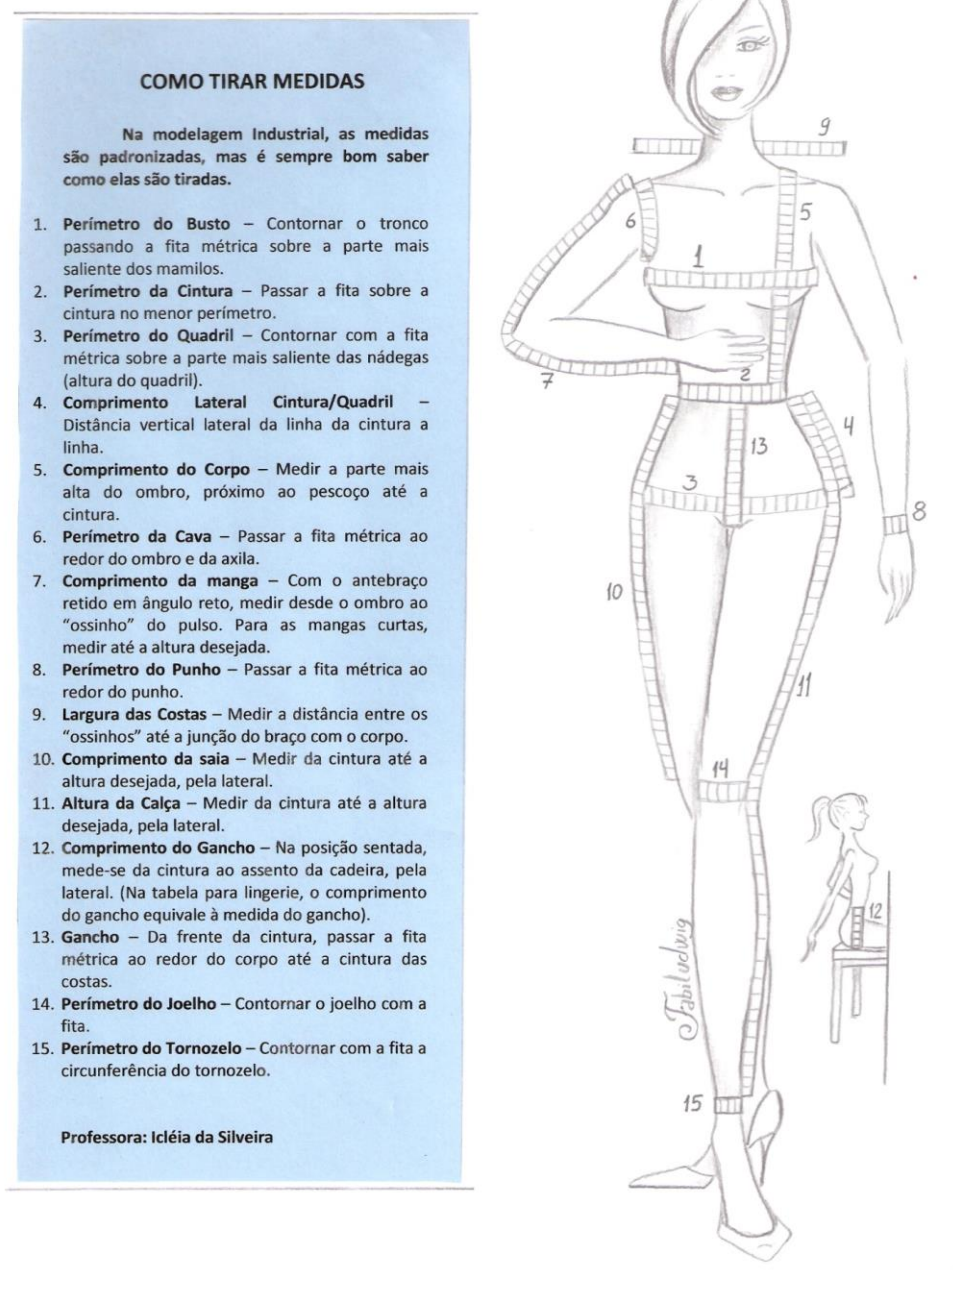 COMO TIRAR MEDIDAS
Na modelagem Industrial, as medidas
são padronizadas, mas é sempre bom saber
como elas são tiradas.
1. Perímetro do Busto – Contornar o tronco
passando a fita métrica sobre a parte mais
saliente dos mamilos.
2. Perímetro da Cintura – Passar a fita sobre a
cintura no menor perímetro.
3. Perímetro do Quadril – Contornar com a fita
métrica sobre a parte mais saliente das nádegas
(altura do quadril).
4. Comprimento Lateral Cintura/Quadril –
Distância vertical lateral da linha da cintura a
linha.
5. Comprimento do Corpo – Medir a parte mais
alta do ombro, próximo ao pescoço até a
cintura.
6. Perímetro da Cava – Passar a fita métrica ao
redor do ombro e da axila.
7. Comprimento da manga – Com o antebraço
retido em ângulo reto, medir desde o ombro ao
“ossinho” do pulso. Para as mangas curtas,
medir até a altura desejada.
8. Perímetro do Punho – Passar a fita métrica ao
redor do punho.
9. Largura das Costas – Medir a distância entre os
“ossinhos” até a junção do braço com o corpo.
10. Comprimento da saia – Medir da cintura até a
altura desejada, pela lateral.
11. Altura da Calça – Medir da cintura até a altura
desejada, pela lateral.
12. Comprimento do Gancho – Na posição sentada,
mede-se da cintura ao assento da cadeira, pela
lateral. (Na tabela para lingerie, o comprimento
do gancho equivale à medida do gancho).
13. Gancho – Da frente da cintura, passar a fita
métrica ao redor do corpo até a cintura das
costas.
14. Perímetro do Joelho – Contornar o joelho com a
fita.
15. Perímetro do Tornozelo – Contornar com a fita a
circunferência do tornozelo.
Professora: Icléia da Silveira
9
5
6
1
7
2
4
13
3
8
10
11
14
12
Fabiludwig
15